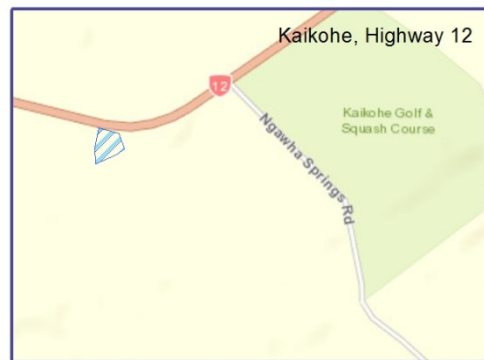 Kaikohe, Highway 12
12
Kaikohe Golf &
Squash Course
Ngawha Springs Rd